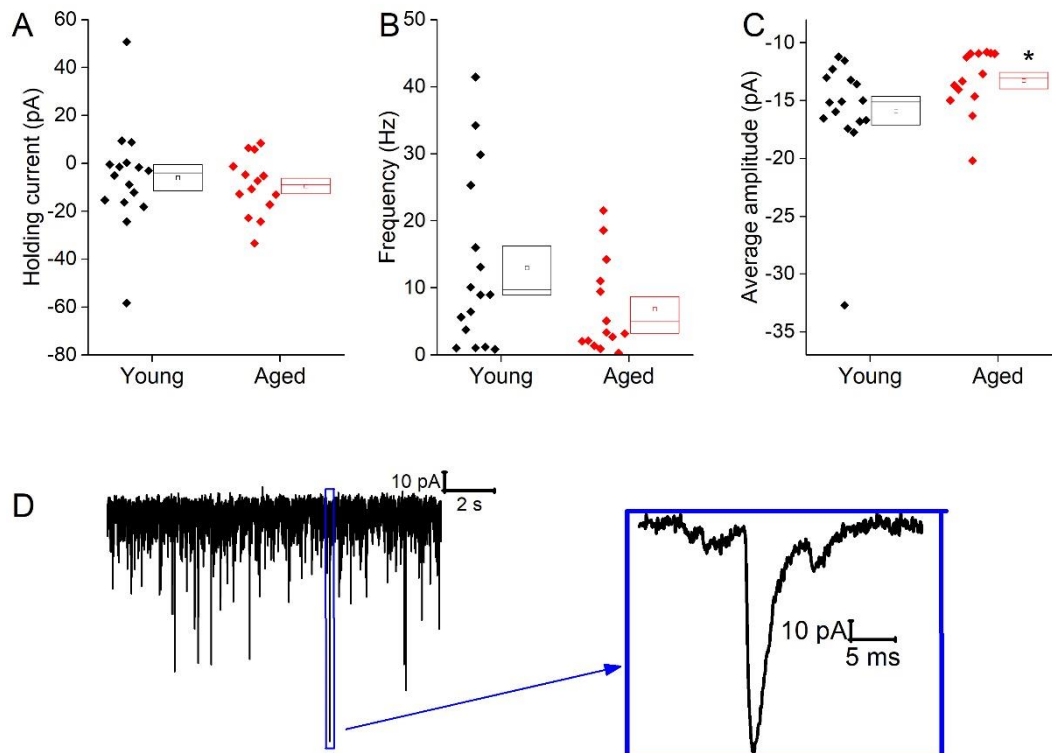 A
Holding current (pA)
60
40
20
0
-20
-40
-60
-80
Young Aged
B
Frequency (Hz)
50
40
30
20
10
0
Young Aged
C
Average amplitude (pA)
-10
-15
-20
-25
-30
-35
*
Young Aged
D
10 pA
2 s
10 pA
5 ms